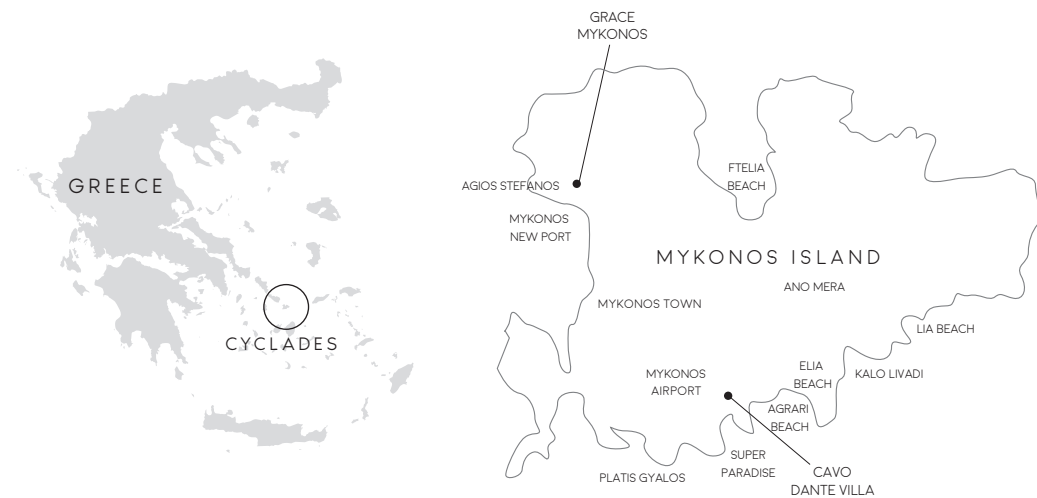 GREECE
CYCLADES
GRACE
MYKONOS
AGIOS STEFANOS
MYKONOS
NEW PORT
FTELIA
BEACH
MYKONOS ISLAND
ANO MERA
MYKONOS TOWN
LIA BEACH
MYKONOS
AIRPORT
ELIA
BEACH
KALO LIVADI
AGRARI
BEACH
SUPER
PARADISE
PLATIS GYALOS
CAVO
DANTE VILLA